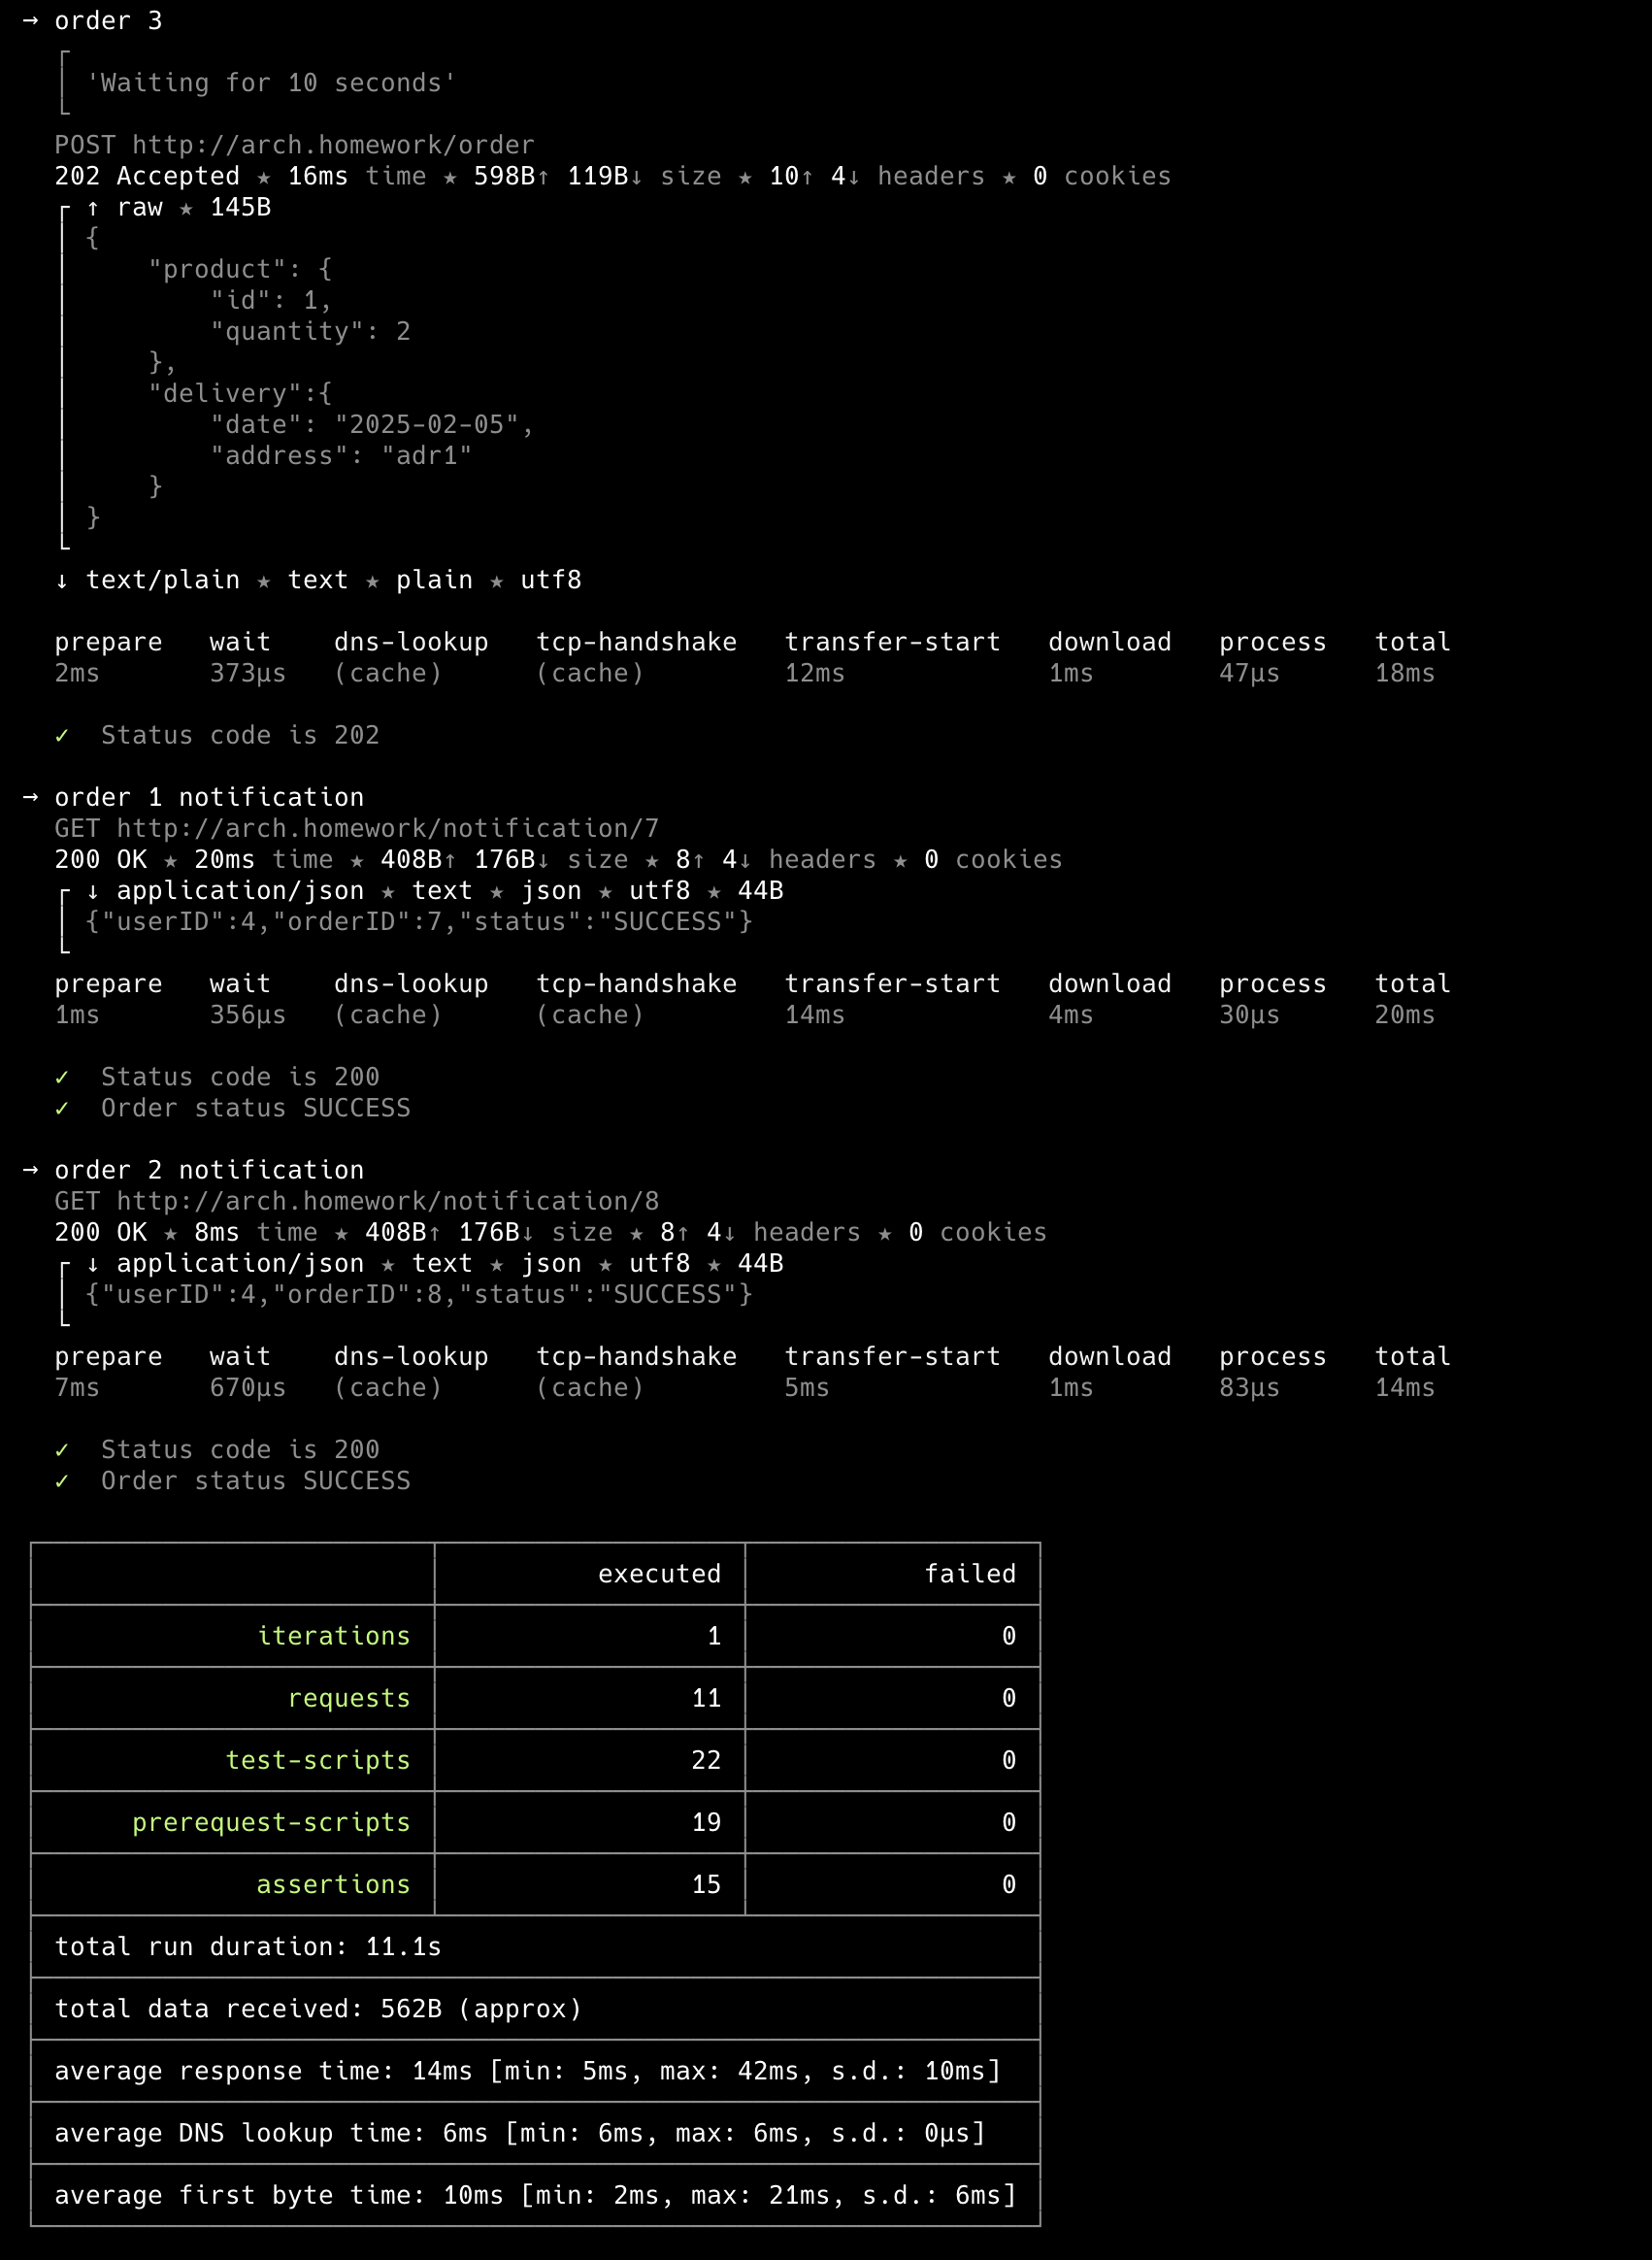 → order 3
┌
│ 'Waiting for 10 seconds'
└
POST http://arch.homework/order
202 Accepted ★ 16ms time ★ 598B↑ 119B↓ size ★ 10↑ 4↓ headers ★ 0 cookies
┌ ↑ raw ★ 145B
│ {
│     "product": {
│         "id": 1,
│         "quantity": 2
│     },
│     "delivery":{
│         "date": "2025-02-05",
│         "address": "adr1"
│     }
│ }
└
↓ text/plain ★ text ★ plain ★ utf8
prepare   wait    dns-lookup   tcp-handshake   transfer-start   download   process   total
2ms       373µs   (cache)      (cache)         12ms             1ms        47µs      18ms
✓  Status code is 202
→ order 1 notification
GET http://arch.homework/notification/7
200 OK ★ 20ms time ★ 408B↑ 176B↓ size ★ 8↑ 4↓ headers ★ 0 cookies
┌ ↓ application/json ★ text ★ json ★ utf8 ★ 44B
│ {"userID":4,"orderID":7,"status":"SUCCESS"}
└
prepare   wait    dns-lookup   tcp-handshake   transfer-start   download   process   total
1ms       356µs   (cache)      (cache)         14ms             4ms        30µs      20ms
✓  Status code is 200
✓  Order status SUCCESS
→ order 2 notification
GET http://arch.homework/notification/8
200 OK ★ 8ms time ★ 408B↑ 176B↓ size ★ 8↑ 4↓ headers ★ 0 cookies
┌ ↓ application/json ★ text ★ json ★ utf8 ★ 44B
│ {"userID":4,"orderID":8,"status":"SUCCESS"}
└
prepare   wait    dns-lookup   tcp-handshake   transfer-start   download   process   total
7ms       670µs   (cache)      (cache)         5ms              1ms        83µs      14ms
✓  Status code is 200
✓  Order status SUCCESS
executed   failed
iterations   1   0
requests   11   0
test-scripts   22   0
prerequest-scripts   19   0
assertions   15   0
total run duration: 11.1s
total data received: 562B (approx)
average response time: 14ms [min: 5ms, max: 42ms, s.d.: 10ms]
average DNS lookup time: 6ms [min: 6ms, max: 6ms, s.d.: 0µs]
average first byte time: 10ms [min: 2ms, max: 21ms, s.d.: 6ms]